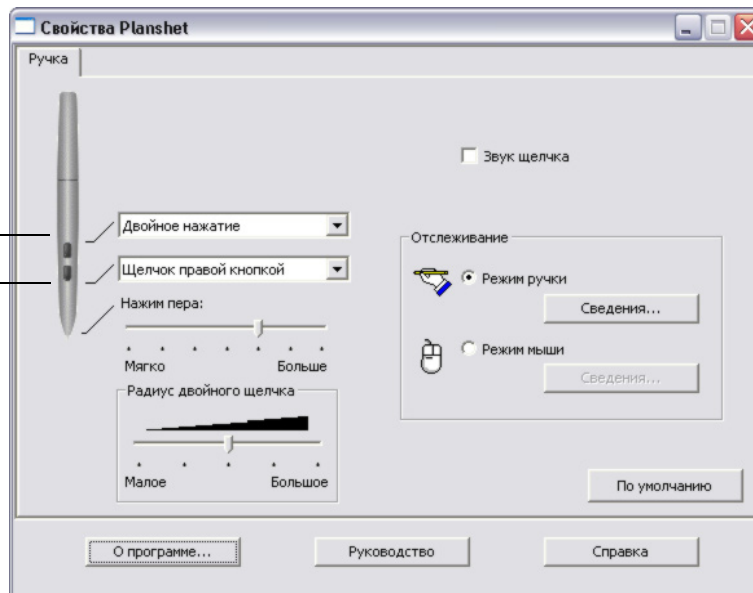 Свойства Planshet
Ручка
Звук щелчка
Двойное нажатие
Щелчок правой кнопкой
Нажим пера:
Мягко Больше
Радиус двойного щелчка
Малое Большое
Отслеживание
Режим ручки
Сведения...
Режим мыши
Сведения...
По умолчанию
О программе... Руководство Справка